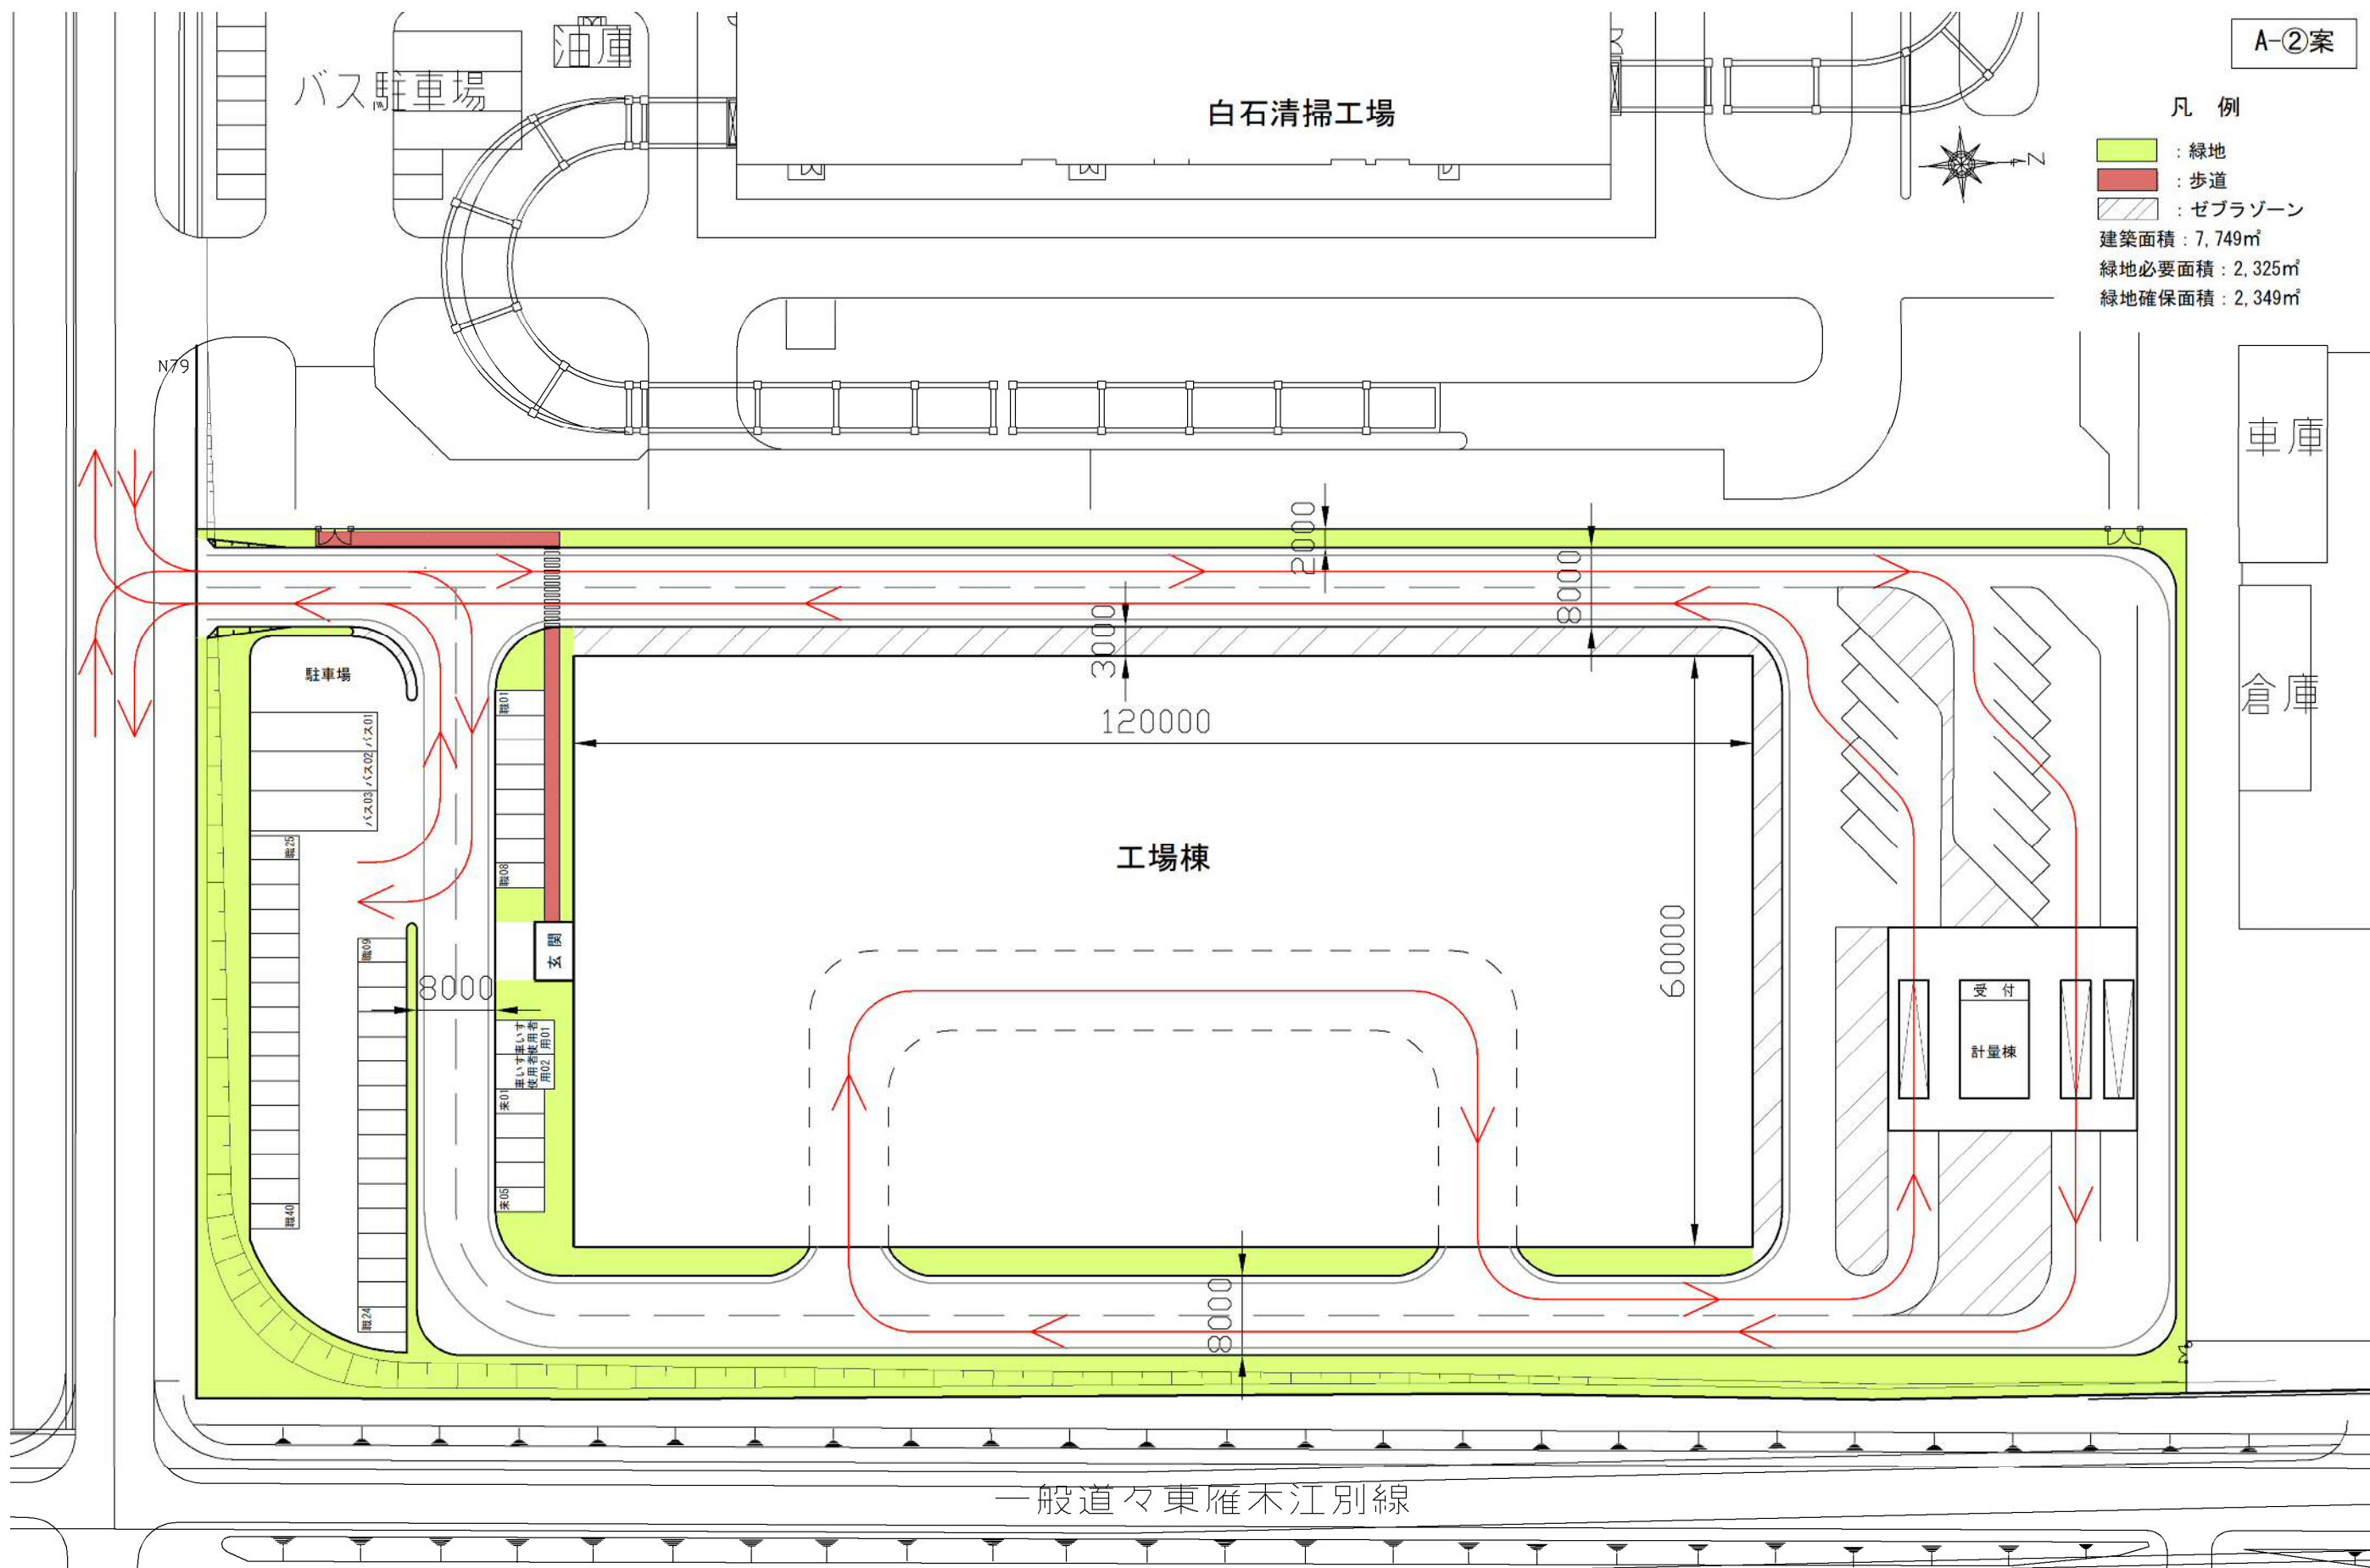 A-②案
油庫
バス駐車場
白石清掃工場
凡 例
N
：緑地
：歩道
：ゼブラゾーン
建築面積：7,749㎡
緑地必要面積：2,325㎡
緑地確保面積：2,349㎡
N79
車庫
倉庫
2000
8000
3000
駐車場
職01
バス01
バス02
バス03
120000
職25
職08
工場棟
職09
玄関
8000
60000
受 付
計量棟
車いす使用者用01
車いす使用者用02
来01
来05
職40
職24
8000
一般道々東雁木江別線